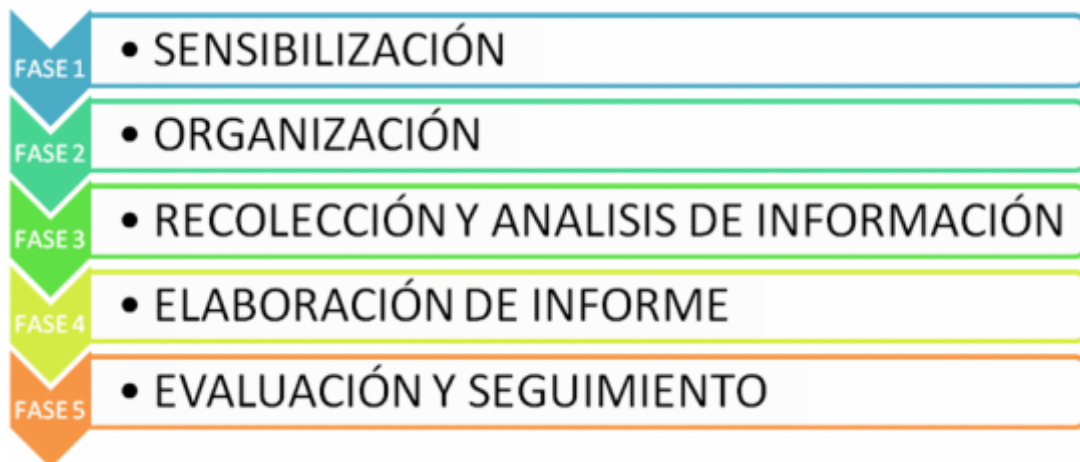 FASE 1 • SENSIBILIZACIÓN
FASE 2 • ORGANIZACIÓN
FASE 3 • RECOLECCIÓN Y ANALISIS DE INFORMACIÓN
FASE 4 • ELABORACIÓN DE INFORME
FASE 5 • EVALUACIÓN Y SEGUIMIENTO